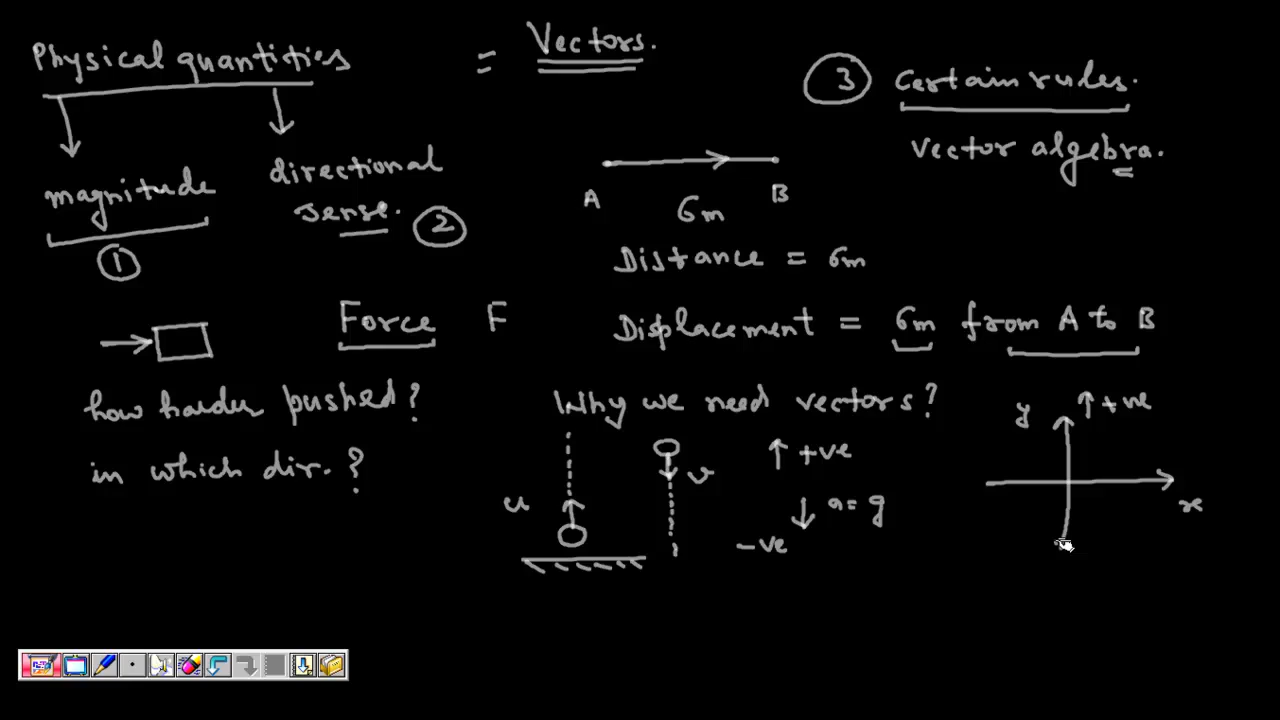 Physical quantities = Vectors.
magnitude
①
directional
sense. ②
③ Certain rules.
vector algebra.
A B
6m
Distance = 6m
Displacement = 6m from A to B
Force F
how harder pushed?
in which dir. ?
Why we need vectors?
u
v
+ve
a = g
-ve
y
+ve
x